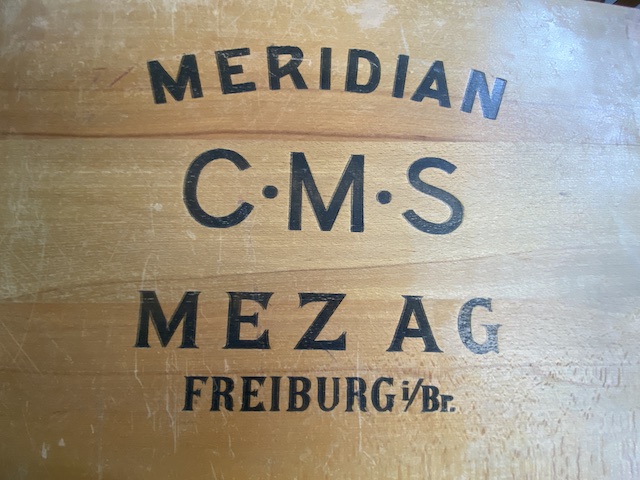 MERIDIAN
C·M·S
MEZ AG
FREIBURG i/Br.